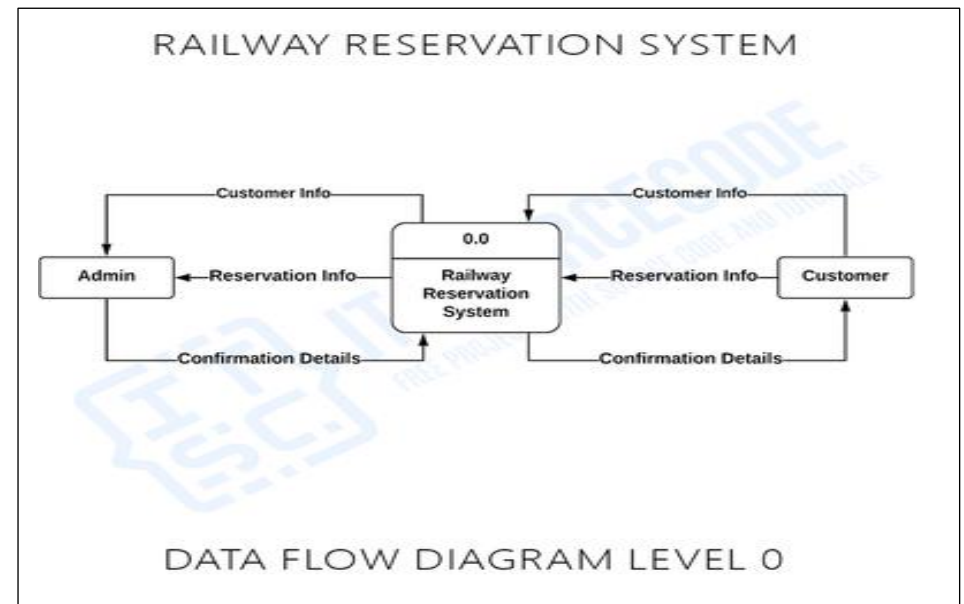 RAILWAY RESERVATION SYSTEM
Customer Info
Customer Info
0.0
Admin
Reservation Info
Railway
Reservation
System
Reservation Info
Customer
Confirmation Details
Confirmation Details
DATA FLOW DIAGRAM LEVEL 0